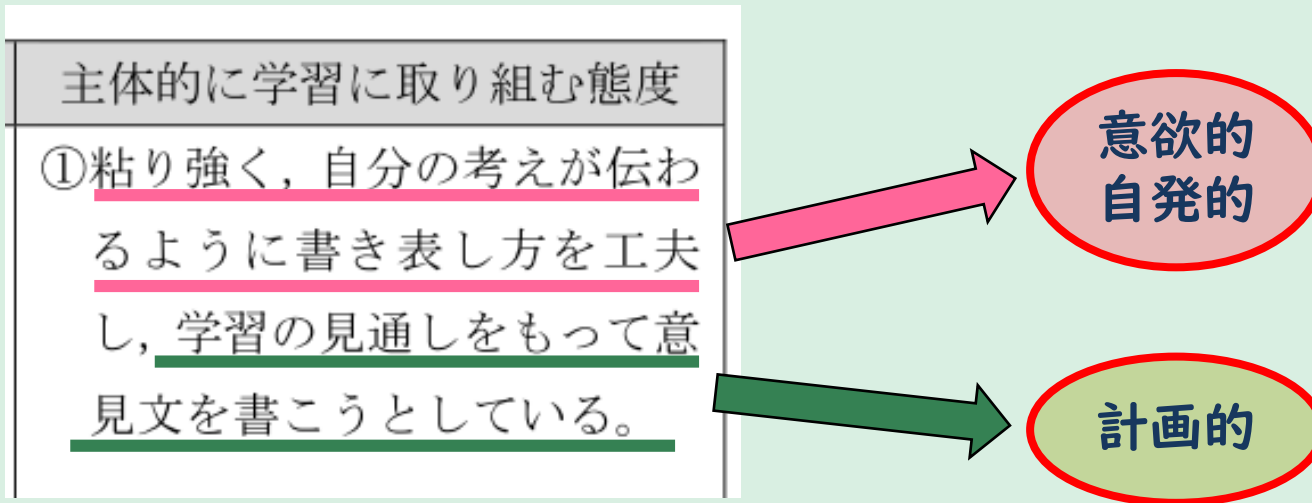 主体的に学習に取り組む態度
①粘り強く，自分の考えが伝わ
るように書き表し方を工夫
し，学習の見通しをもって意
見文を書こうとしている。
意欲的
自発的
計画的